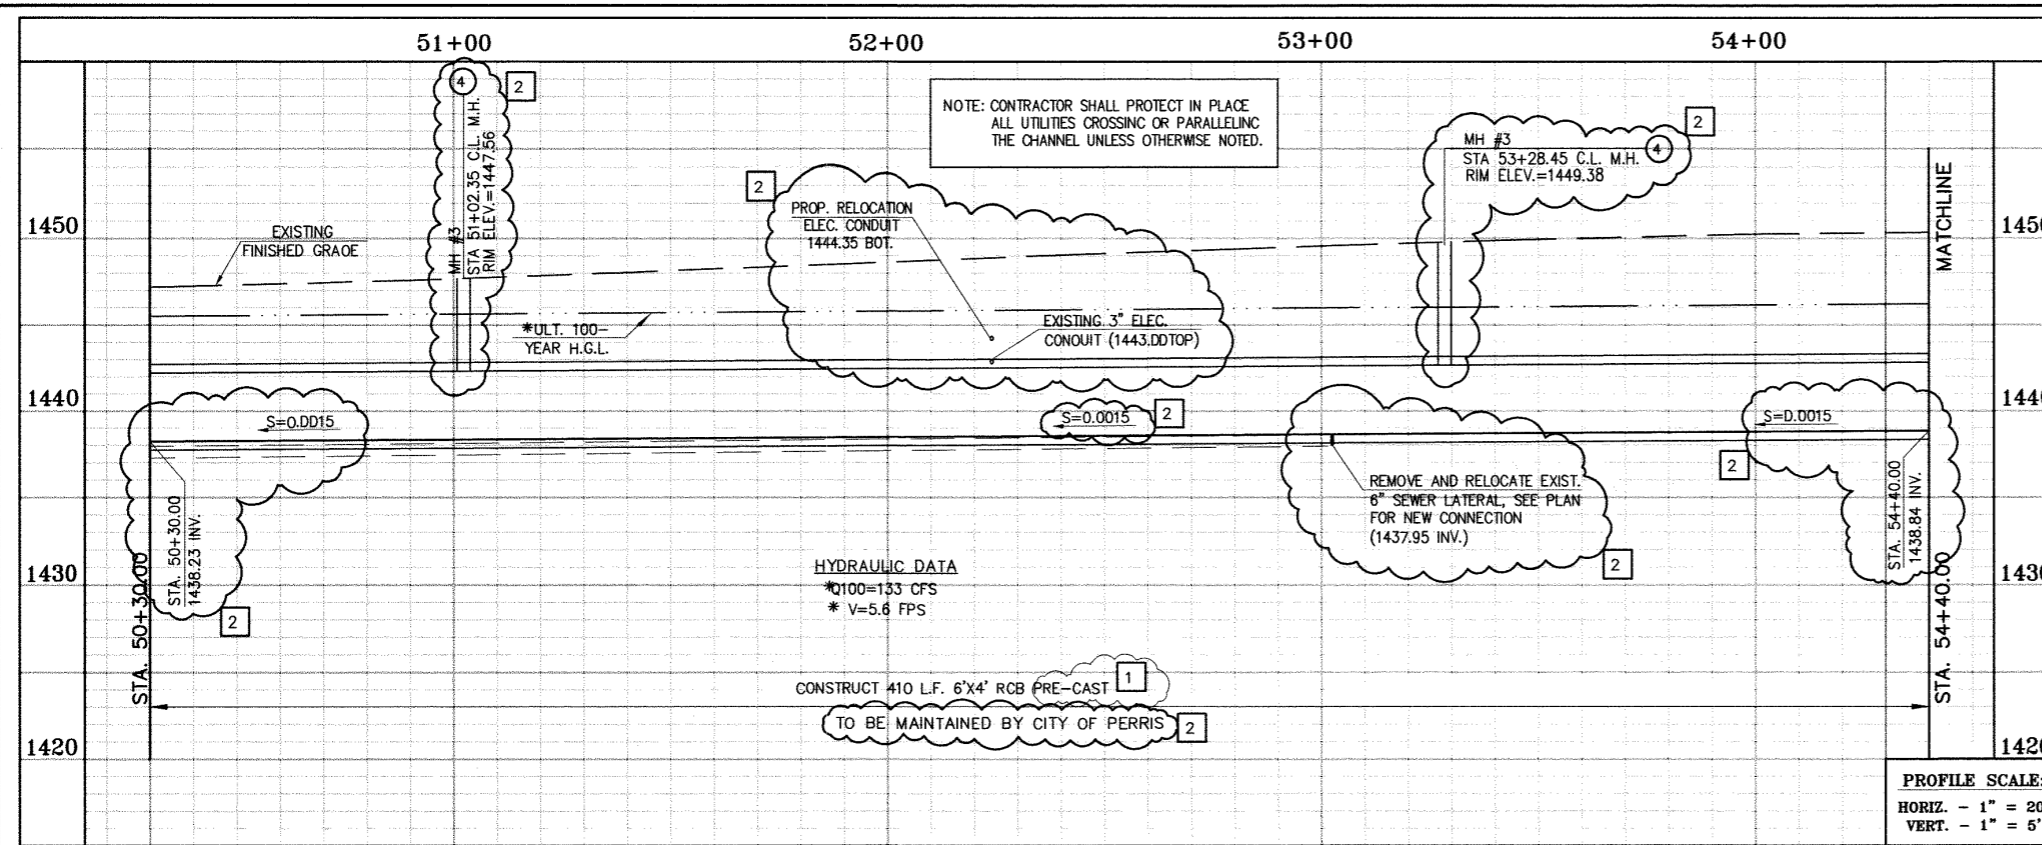 51+00
52+00
53+00
54+00
4
2
MH #3
STA 51+02.35 C.L. M.H.
RIM ELEV.=1447.56
NOTE: CONTRACTOR SHALL PROTECT IN PLACE
ALL UTILITIES CROSSINC OR PARALLELINC
THE CHANNEL UNLESS OTHERWISE NOTED.
MH #3
STA 53+28.45 C.L. M.H.
RIM ELEV.=1449.38
4
2
2
PROP. RELOCATION
ELEC. CONDUIT
1444.35 BOT.
1450
EXISTING
FINISHED GRAOE
MATCHLINE
1450
*ULT. 100-
YEAR H.G.L.
EXISTING 3" ELEC.
CONOUIT (1443.DDTOP)
1440
S=0.DD15
S=0.0015
2
S=D.0015
1440
2
REMOVE AND RELOCATE EXIST.
6" SEWER LATERAL, SEE PLAN
FOR NEW CONNECTION
(1437.95 INV.)
2
STA. 50+30.00
1438.23 INV.
2
STA. 54+40.00
1438.84 INV.
1430
1430
HYDRAULIC DATA
*Q100=133 CFS
* V=5.6 FPS
STA. 50+30.00
STA. 54+40.00
CONSTRUCT 410 L.F. 6'X4' RCB PRE-CAST
1
TO BE MAINTAINED BY CITY OF PERRIS
2
1420
1420
PROFILE SCALE:
HORIZ. - 1" = 20
VERT. - 1" = 5'